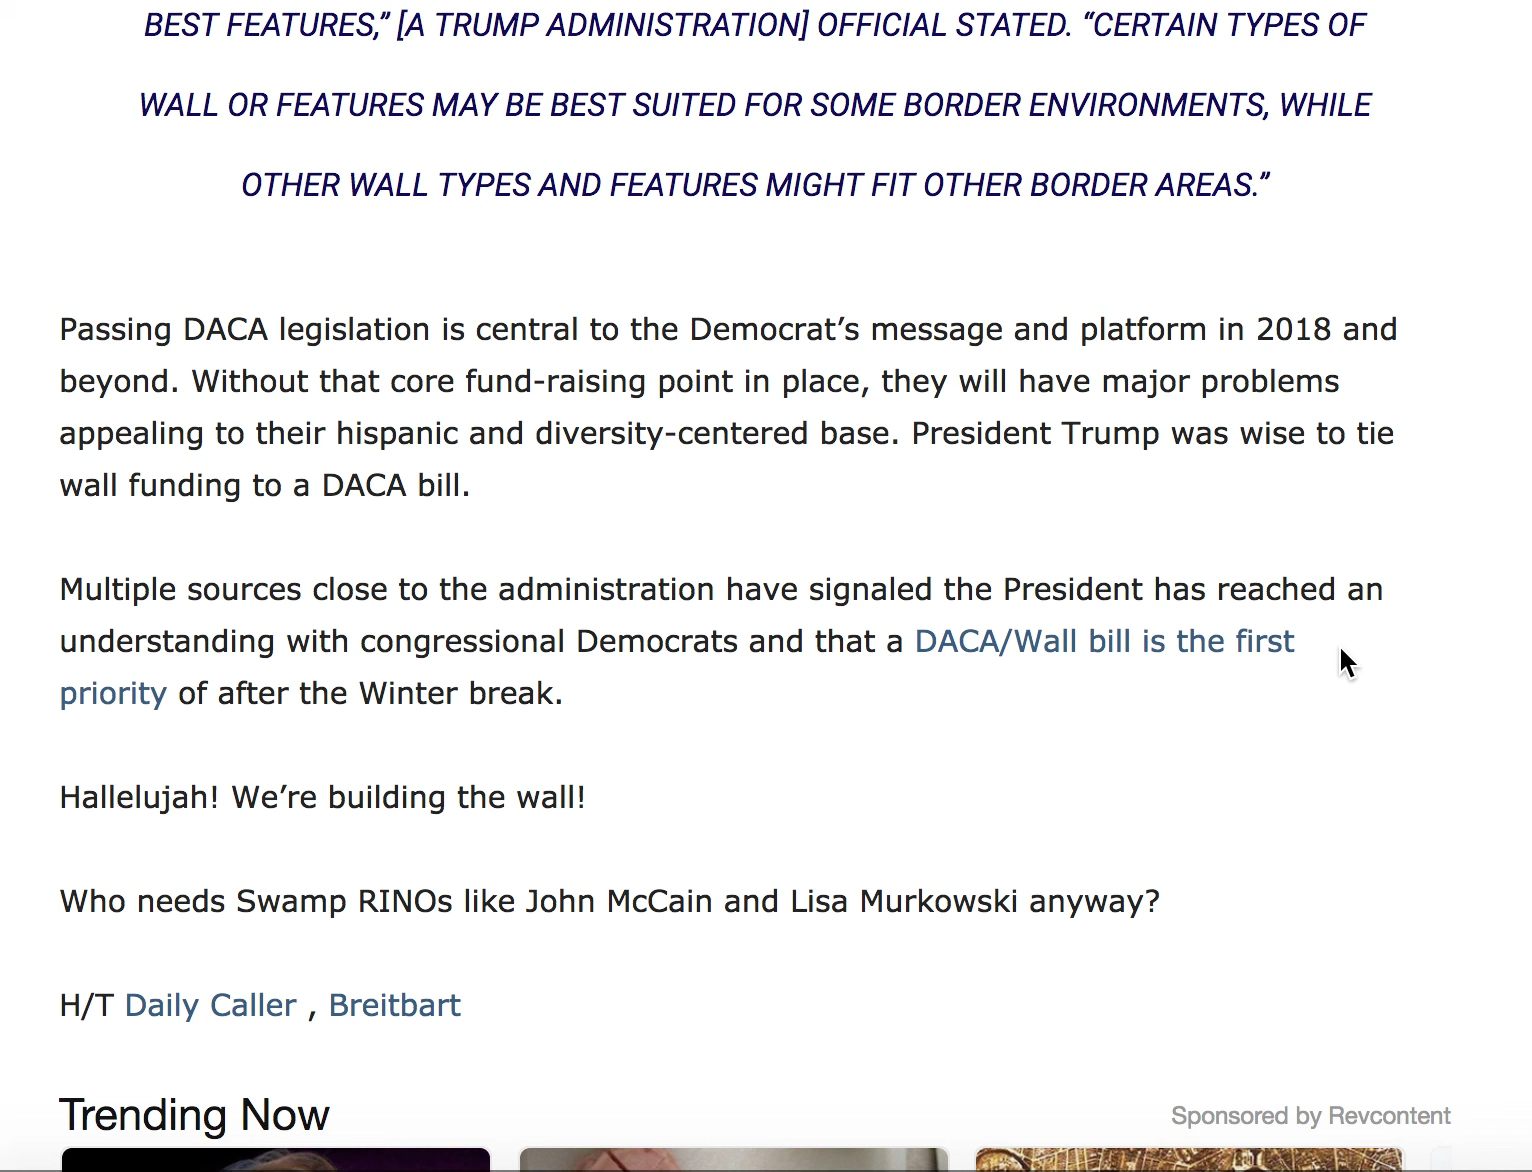 BEST FEATURES,” [A TRUMP ADMINISTRATION] OFFICIAL STATED. “CERTAIN TYPES OF
WALL OR FEATURES MAY BE BEST SUITED FOR SOME BORDER ENVIRONMENTS, WHILE
OTHER WALL TYPES AND FEATURES MIGHT FIT OTHER BORDER AREAS.”
Passing DACA legislation is central to the Democrat’s message and platform in 2018 and
beyond. Without that core fund-raising point in place, they will have major problems
appealing to their hispanic and diversity-centered base. President Trump was wise to tie
wall funding to a DACA bill.
Multiple sources close to the administration have signaled the President has reached an
understanding with congressional Democrats and that a DACA/Wall bill is the first
priority of after the Winter break.
Hallelujah! We’re building the wall!
Who needs Swamp RINOs like John McCain and Lisa Murkowski anyway?
H/T Daily Caller , Breitbart
Trending Now
Sponsored by Revcontent